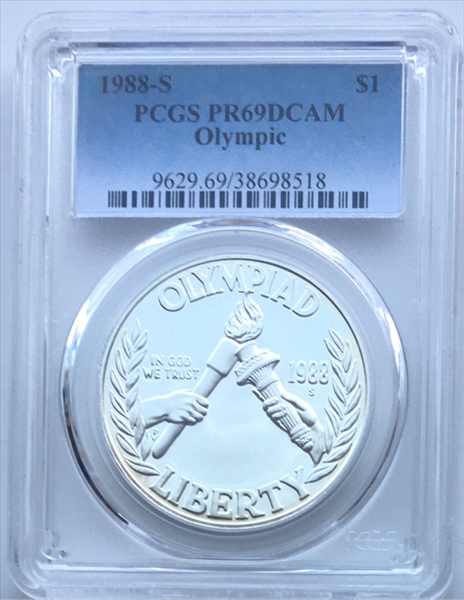 1988-S $1
PCGS PR69DCAM
Olympic
9629.69/38698518
OLYMPIAD
IN GOD
WE TRUST
1988
S
LIBERTY